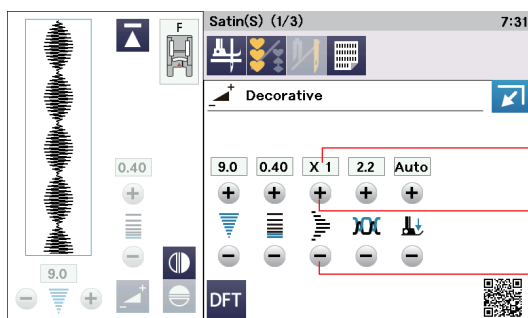 F
Satin(S) (1/3)
7:31
Decorative
0.40
9.0
9.0 0.40 X 1 2.2 Auto
DFT